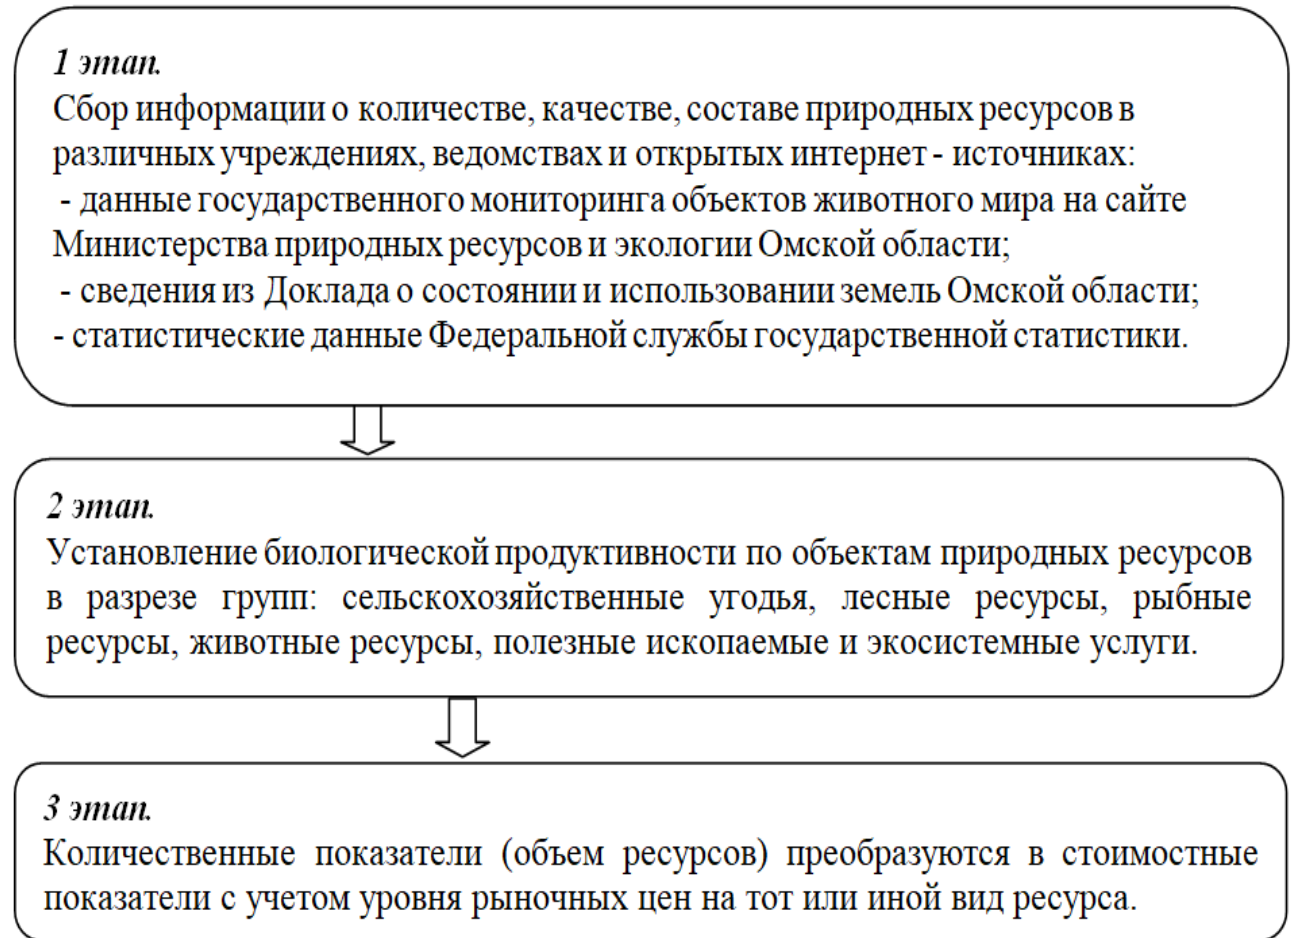 1 этап.
Сбор информации о количестве, качестве, составе природных ресурсов в
различных учреждениях, ведомствах и открытых интернет - источниках:
- данные государственного мониторинга объектов животного мира на сайте
Министерства природных ресурсов и экологии Омской области;
- сведения из Доклада о состоянии и использовании земель Омской области;
- статистические данные Федеральной службы государственной статистики.
2 этап.
Установление биологической продуктивности по объектам природных ресурсов
в разрезе групп: сельскохозяйственные угодья, лесные ресурсы, рыбные
ресурсы, животные ресурсы, полезные ископаемые и экосистемные услуги.
3 этап.
Количественные показатели (объем ресурсов) преобразуются в стоимостные
показатели с учетом уровня рыночных цен на тот или иной вид ресурса.